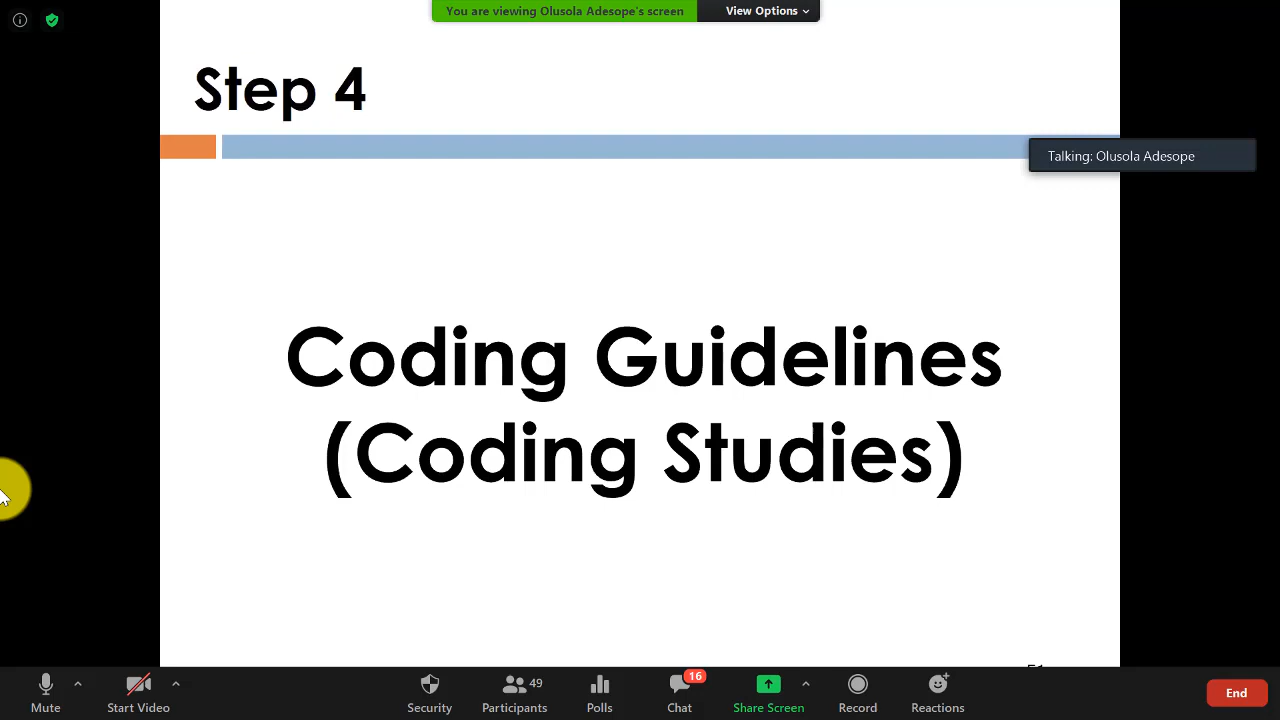 You are viewing Olusola Adesope's screen
View Options
Step 4
Talking: Olusola Adesope
Coding Guidelines
(Coding Studies)
Mute
Start Video
Security
49
Participants
Polls
16
Chat
Share Screen
Record
Reactions
End